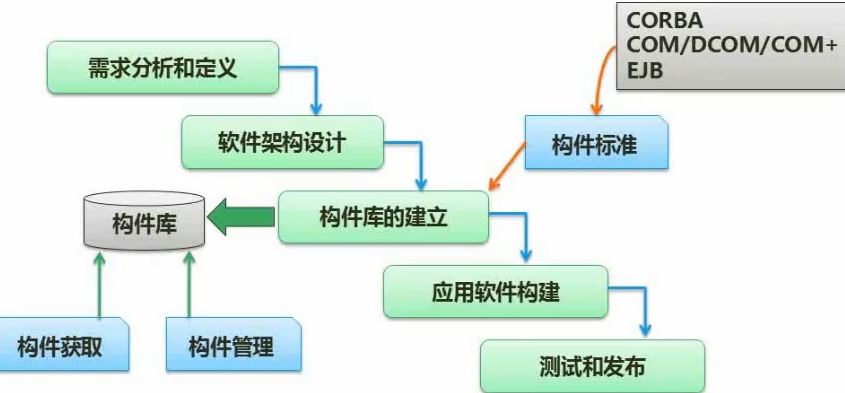 CORBA
COM/DCOM/COM+
EJB
需求分析和定义
软件架构设计
构件标准
构件库
构件库的建立
应用软件构建
构件获取
构件管理
测试和发布